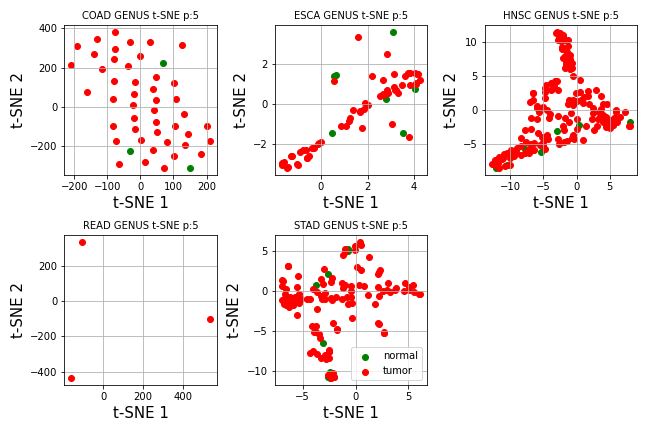 COAD GENUS t-SNE p:5
ESCA GENUS t-SNE p:5
HNSC GENUS t-SNE p:5
400
200
0
−200
−200
−100
0
100
200
t-SNE 2
t-SNE 1
2
0
−2
0
2
4
t-SNE 2
t-SNE 1
10
5
0
−5
−10
−5
0
5
t-SNE 2
t-SNE 1
READ GENUS t-SNE p:5
STAD GENUS t-SNE p:5
200
0
−200
−400
0
200
400
t-SNE 2
t-SNE 1
5
0
−5
−10
−5
0
5
t-SNE 2
t-SNE 1
normal
tumor